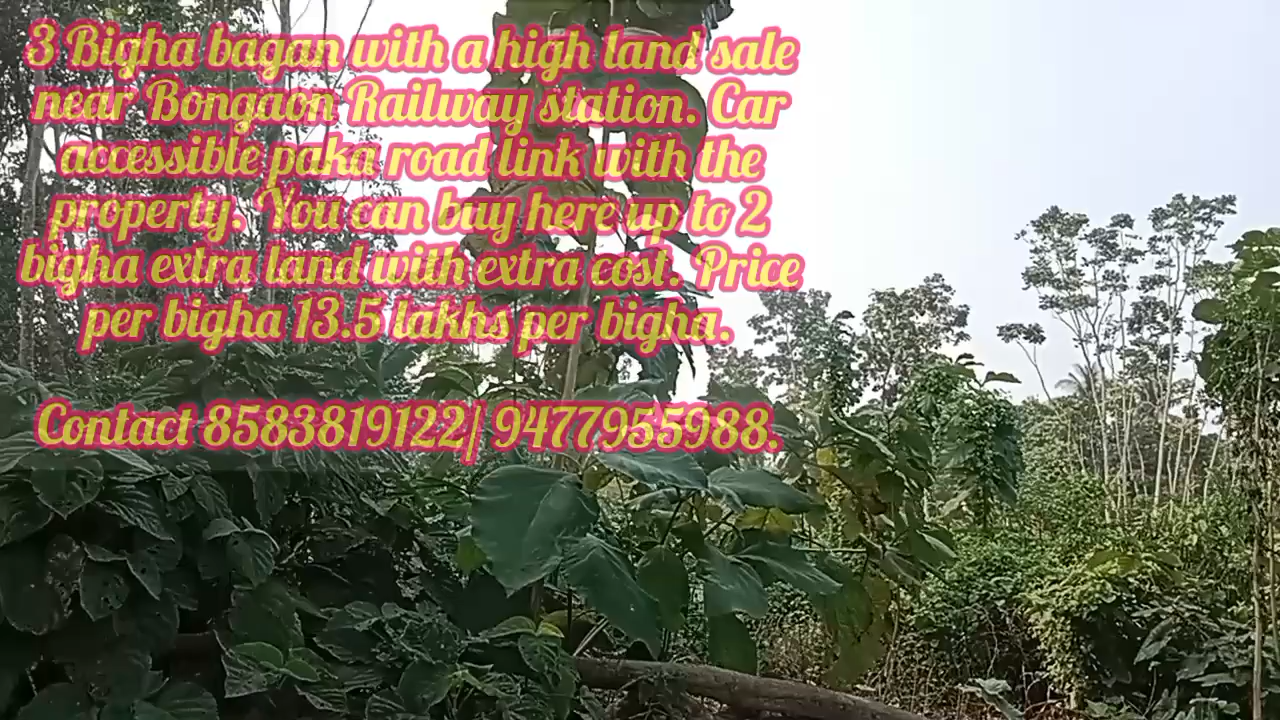 3 Bigha bagan with a high land sale
near Bongaon Railway station. Car
accessible paka road link with the
property. You can buy here up to 2
bigha extra land with extra cost. Price
per bigha 13.5 lakhs per bigha.
Contact 8583819122/ 9477955988.